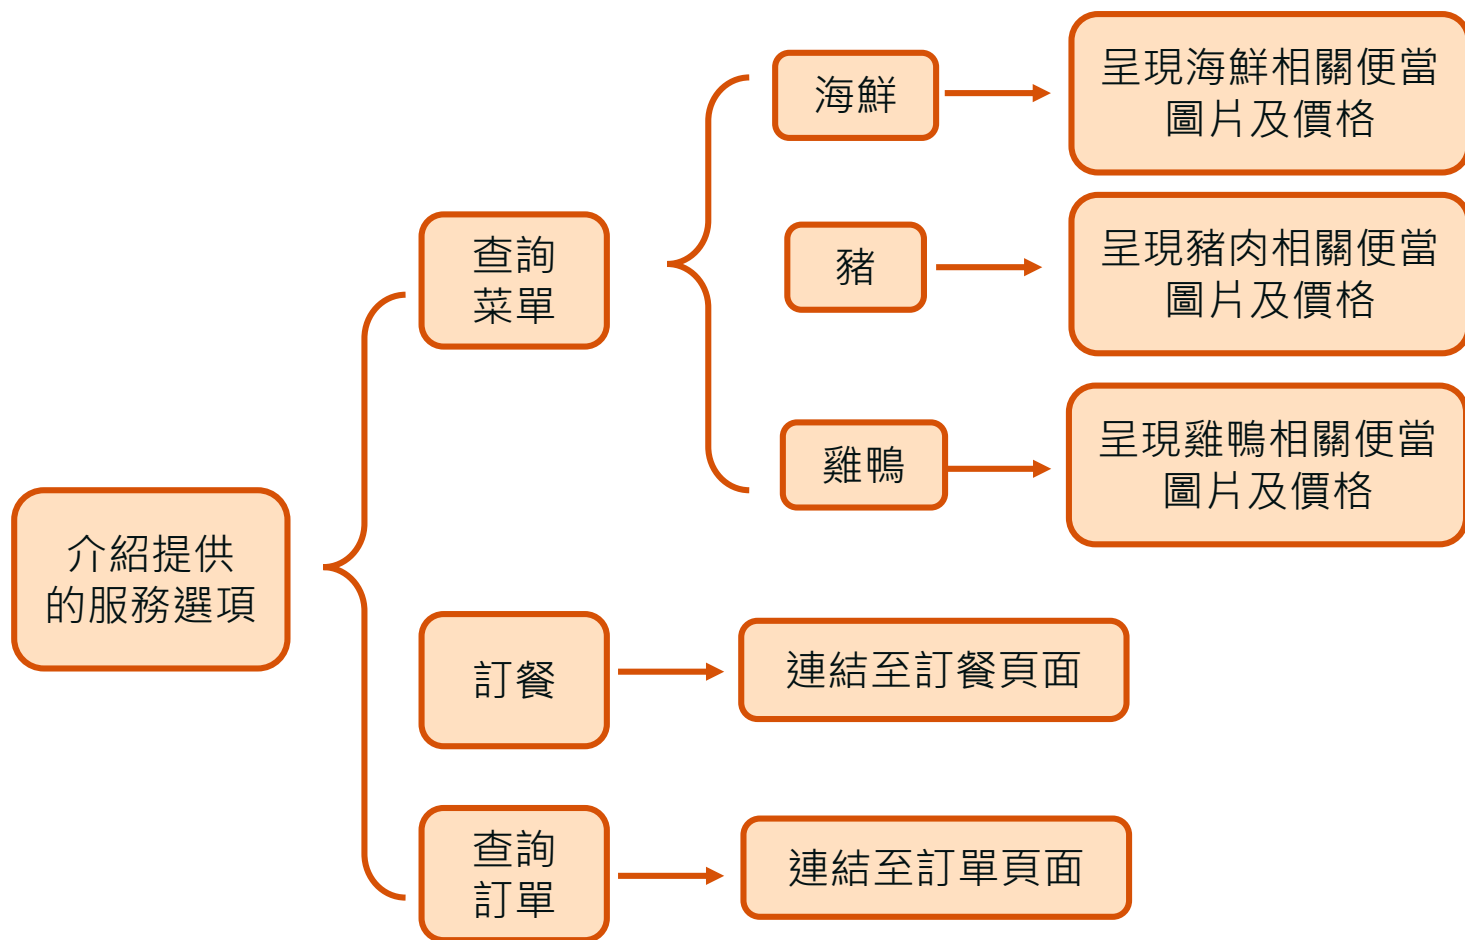 介紹提供
的服務選項
查詢
菜單
海鮮
呈現海鮮相關便當
圖片及價格
豬
呈現豬肉相關便當
圖片及價格
雞鴨
呈現雞鴨相關便當
圖片及價格
訂餐
連結至訂餐頁面
查詢
訂單
連結至訂單頁面